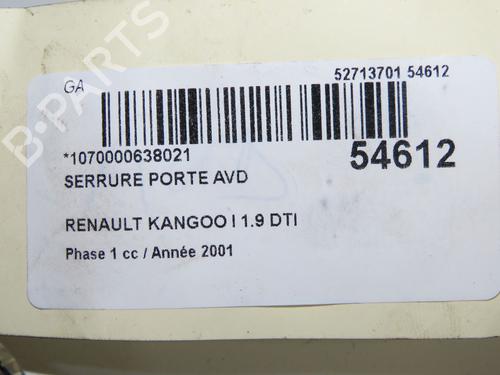 GA
52713701 54612
*1070000638021
54612
SERRURE PORTE AVD
RENAULT KANGOO I 1.9 DTI
Phase 1 cc / Année 2001
B-PARTS